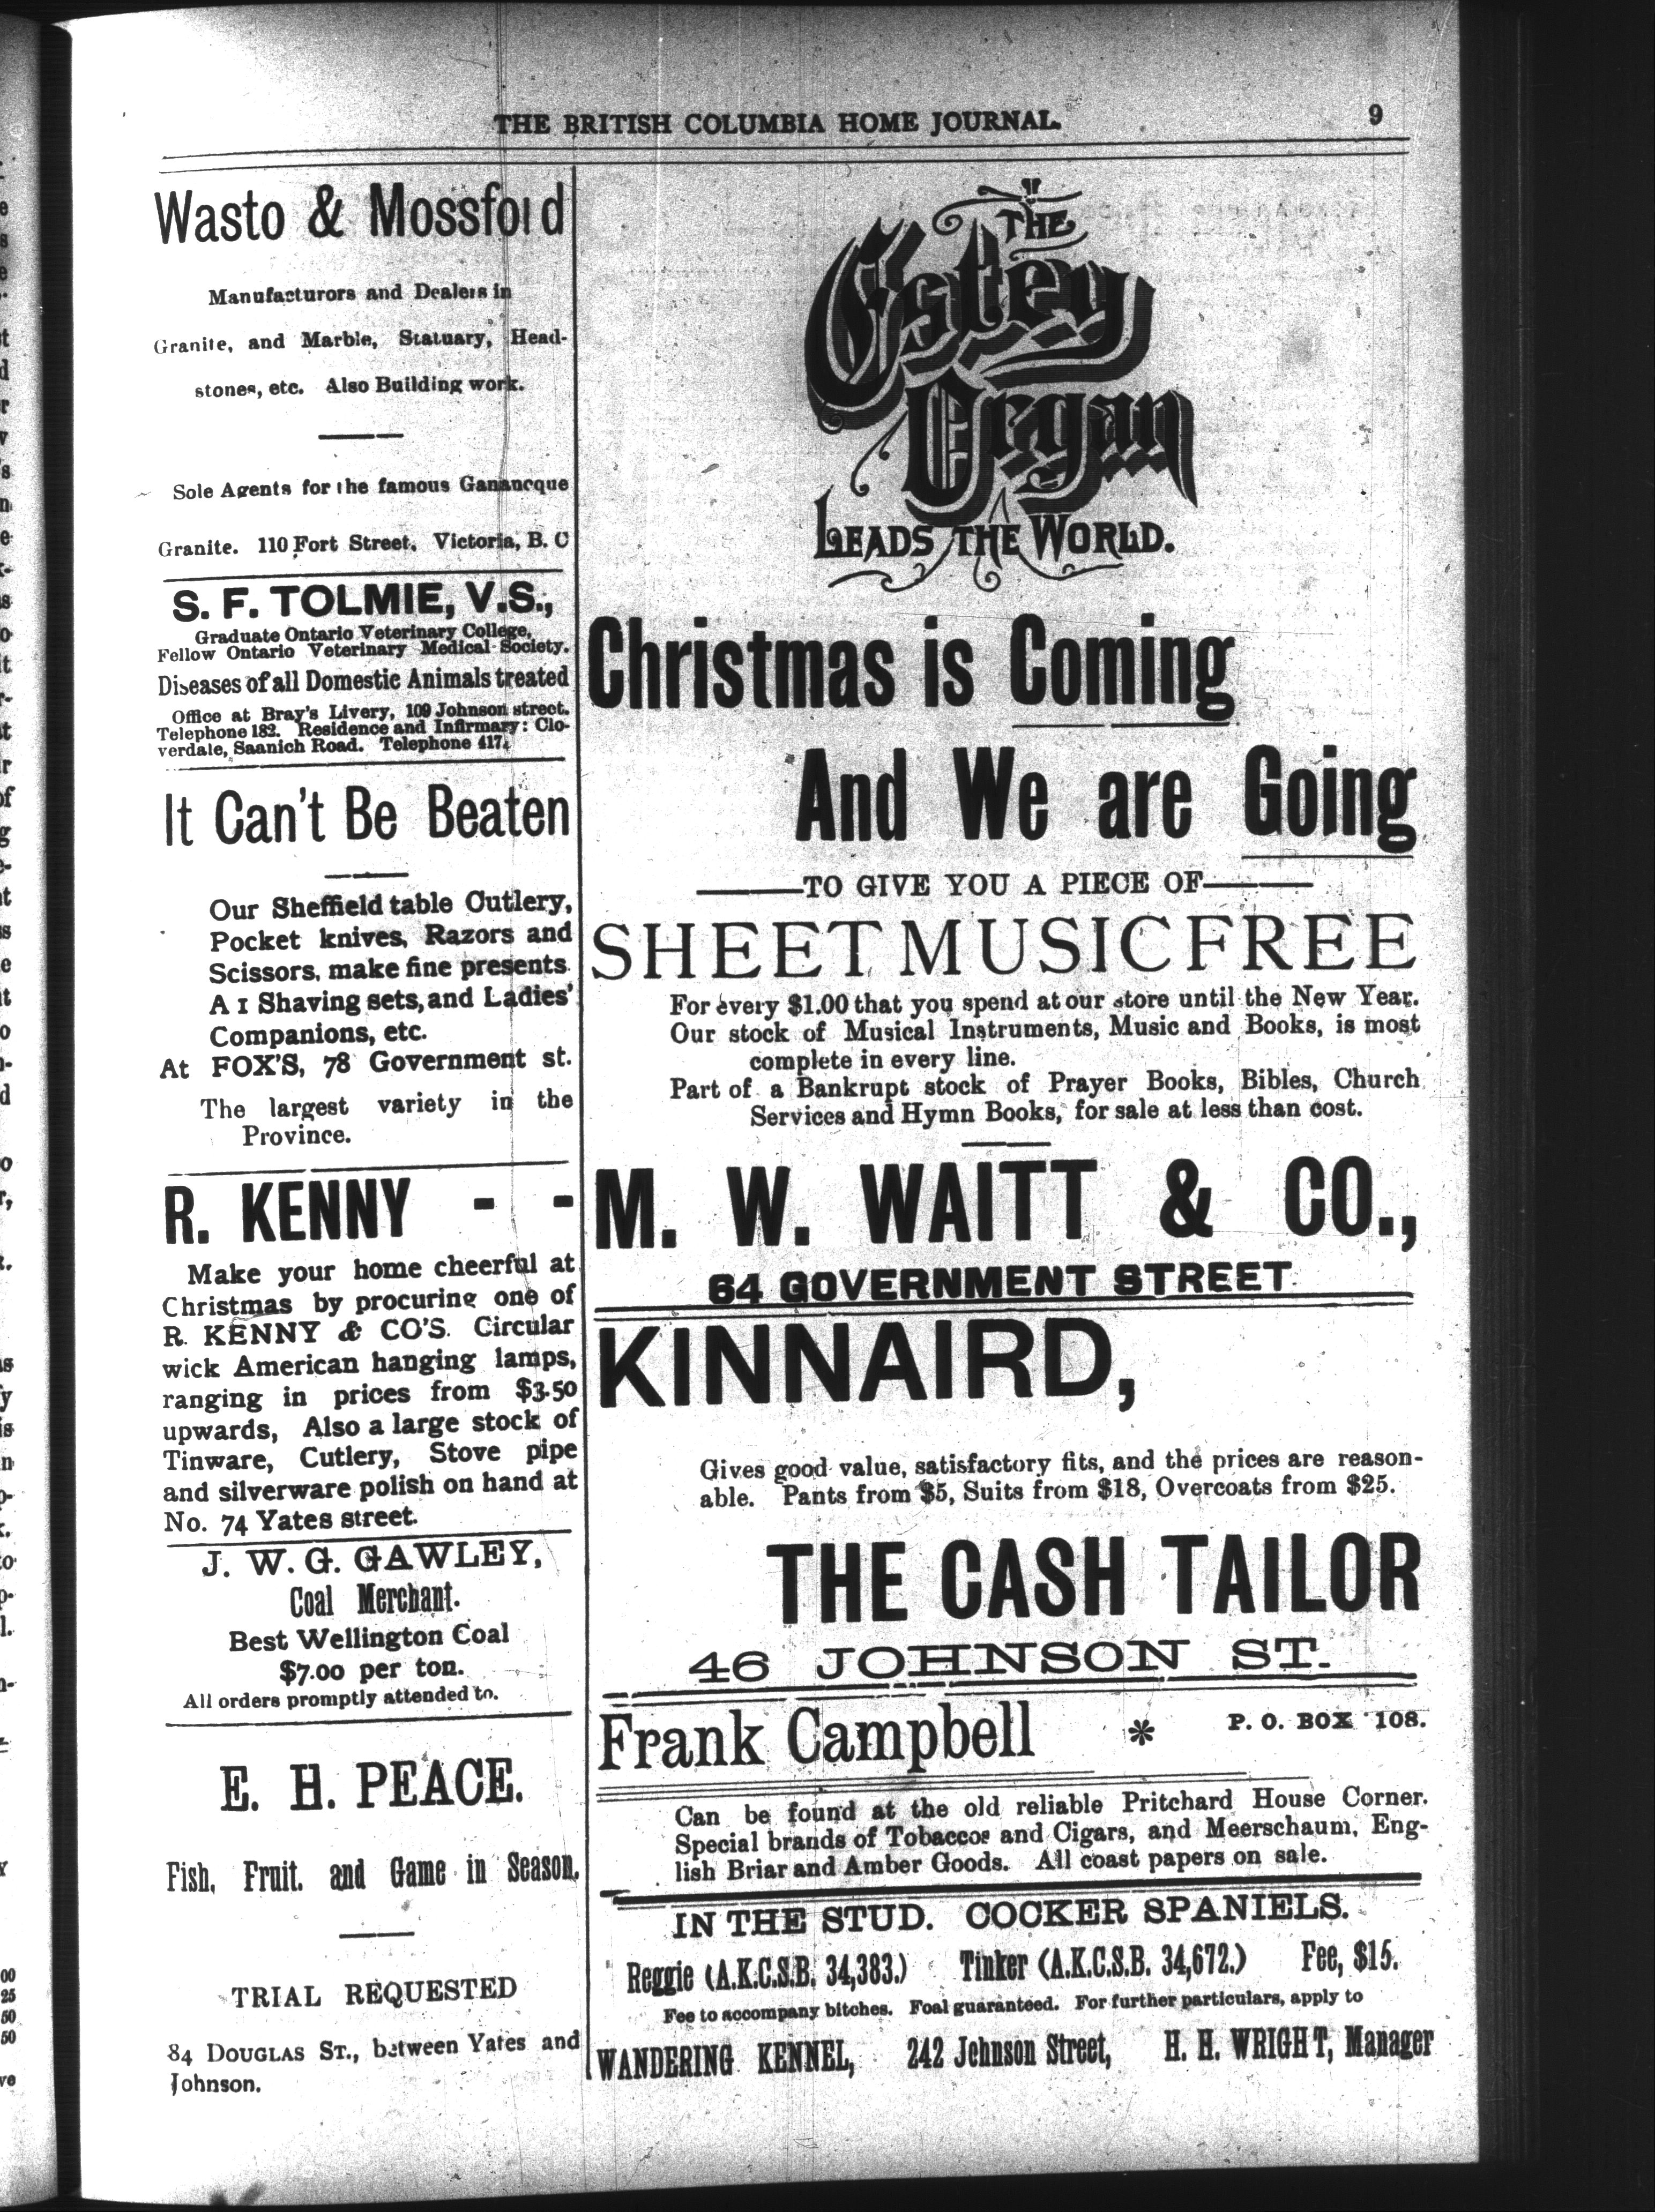 THE BRITISH COLUMBIA HOME JOURNAL. 9
Wasto & Mossford
Manufacturors and Dealers in
Granite, and Marble, Statuary, Head-
stones, etc. Also Building work.
Sole Agents for the famous Gananocque
Granite. 110 Fort Street, Victoria, B. C
S. F. TOLMIE, V.S.,
Graduate Ontario Veterinary College,
Fellow Ontario Veterinary Medical Society.
Diseases of all Domestic Animals treated
Office at Bray's Livery, 109 Johnson street.
Telephone 182. Residence and Infirmary: Clo-
verdale, Saanich Road. Telephone 417.
It Can't Be Beaten
Our Sheffield table Cutlery,
Pocket knives, Razors and
Scissors, make fine presents.
A 1 Shaving sets, and Ladies'
Companions, etc.
At FOX'S, 78 Government st.
The largest variety in the
Province.
R. KENNY - -
Make your home cheerful at
Christmas by procuring one of
R. KENNY & CO'S. Circular
wick American hanging lamps,
ranging in prices from $3.50
upwards, Also a large stock of
Tinware, Cutlery, Stove pipe
and silverware polish on hand at
No. 74 Yates street.
J. W. G. GAWLEY,
Coal Merchant.
Best Wellington Coal
$7.00 per ton.
All orders promptly attended to.
E. H. PEACE.
Fish, Fruit. and Game in Season,
TRIAL REQUESTED
84 DOUGLAS ST., between Yates and
Johnson.
THE
Estey
Organ
LEADS THE WORLD.
Christmas is Coming
And We are Going
TO GIVE YOU A PIECE OF
SHEET MUSIC FREE
For every $1.00 that you spend at our store until the New Year.
Our stock of Musical Instruments, Music and Books, is most
complete in every line.
Part of a Bankrupt stock of Prayer Books, Bibles, Church
Services and Hymn Books, for sale at less than cost.
M. W. WAITT & CO.,
64 GOVERNMENT STREET
KINNAIRD,
Gives good value, satisfactory fits, and the prices are reason-
able. Pants from $5, Suits from $18, Overcoats from $25.
THE CASH TAILOR
46 JOHNSON ST.
Frank Campbell * P. O. BOX 108.
Can be found at the old reliable Pritchard House Corner.
Special brands of Tobaccos and Cigars, and Meerschaum, Eng-
lish Briar and Amber Goods. All coast papers on sale.
IN THE STUD. COCKER SPANIELS.
Reggie (A.K.C.S.B. 34,383.) Tinker (A.K.C.S.B. 34,672.) Fee, $15.
Fee to accompany bitches. Foal guaranteed. For further particulars, apply to
WANDERING KENNEL, 242 Johnson Street, H. H. WRIGHT, Manager